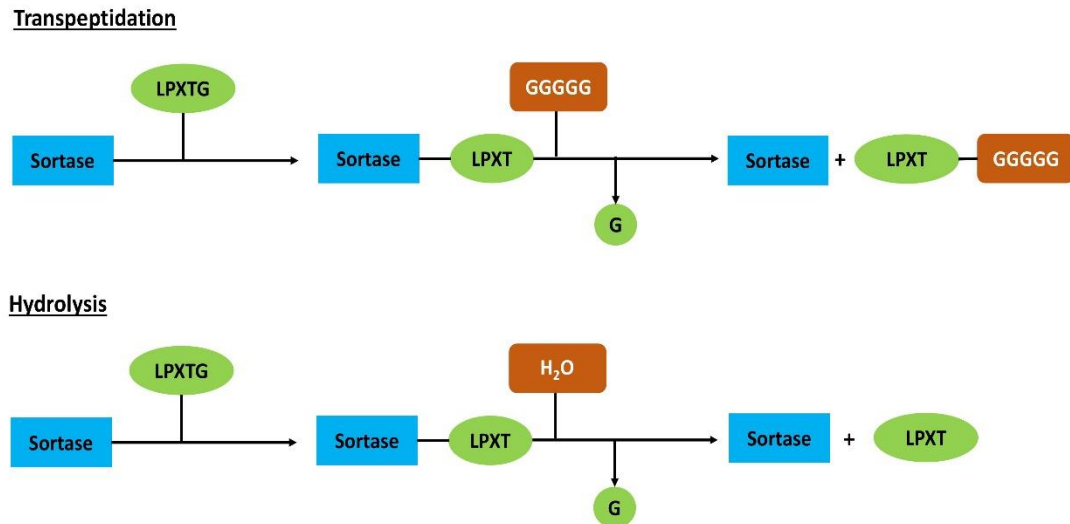 Transpeptidation
LPXTG
GGGGG
Sortase
Sortase
LPXT
Sortase
+
LPXT
GGGGG
G
Hydrolysis
LPXTG
H₂O
Sortase
Sortase
LPXT
Sortase
+
LPXT
G